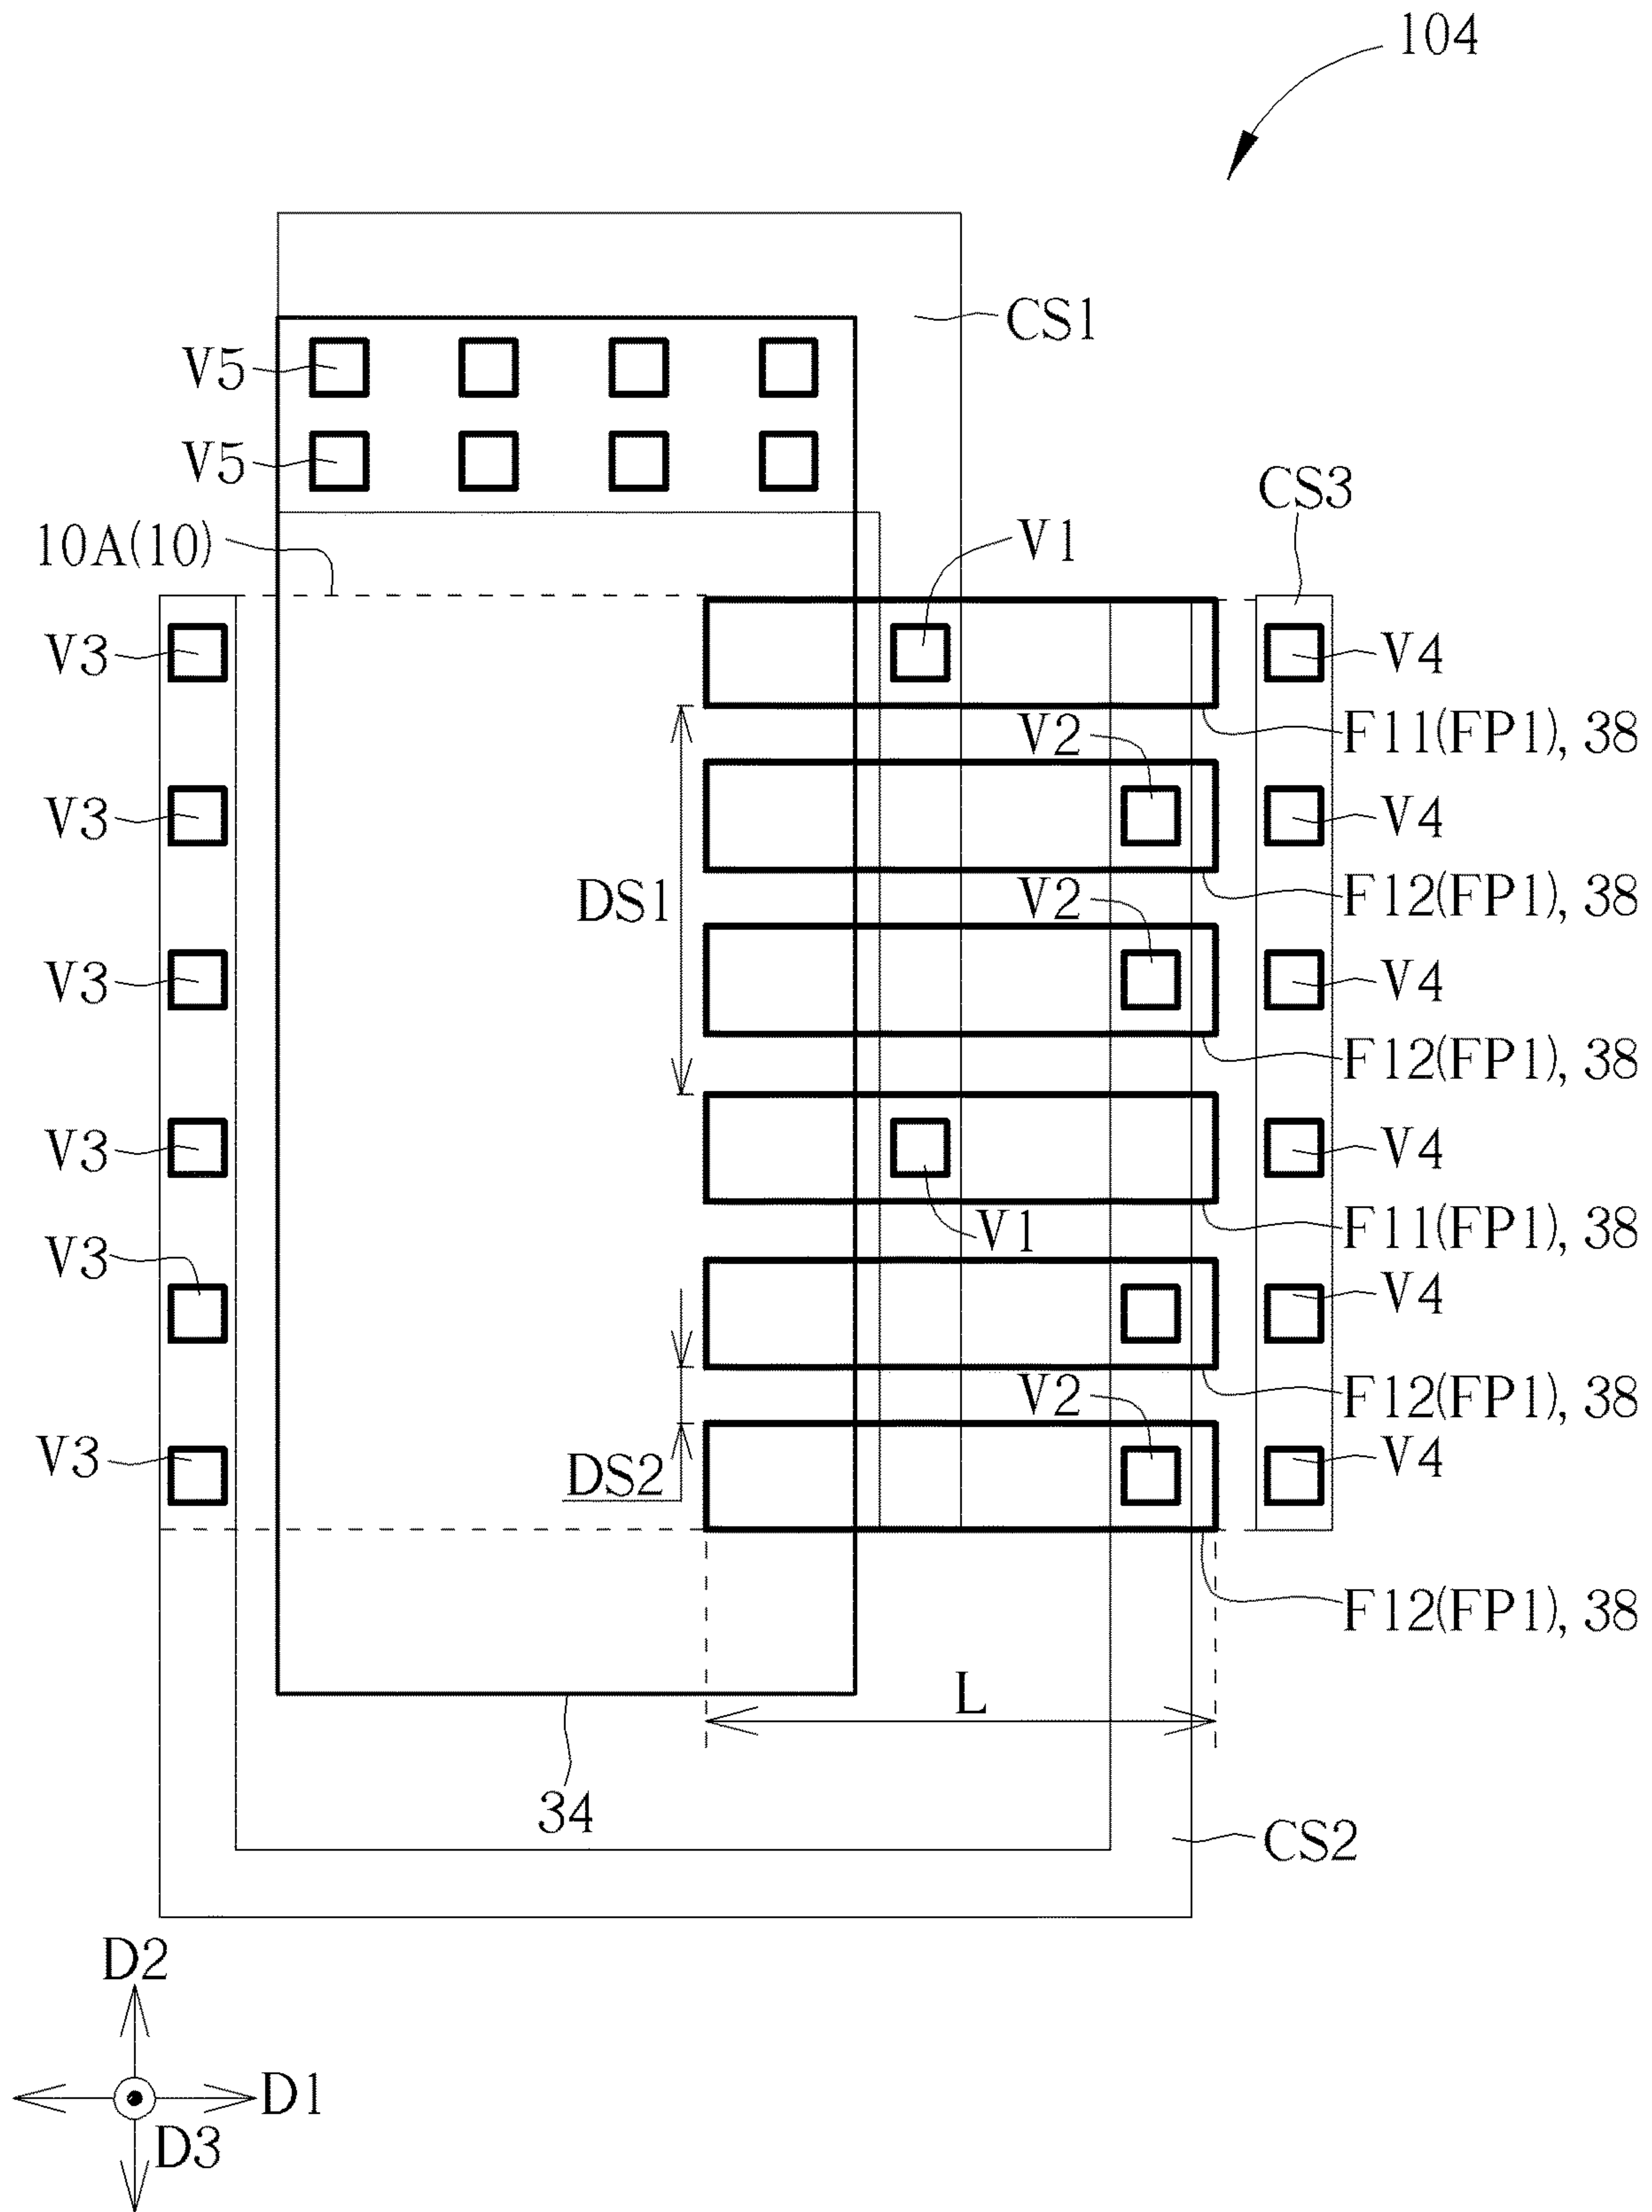 104
CS1
V5
V5
CS3
10A(10)
V1
V3
V4
F11(FP1), 38
V2
V3
V4
DS1
F12(FP1), 38
V2
V3
V4
F12(FP1), 38
V3
V4
V1
F11(FP1), 38
V3
V4
V2
F12(FP1), 38
V3
V4
DS2
F12(FP1), 38
L
34
CS2
D2
D1
D3